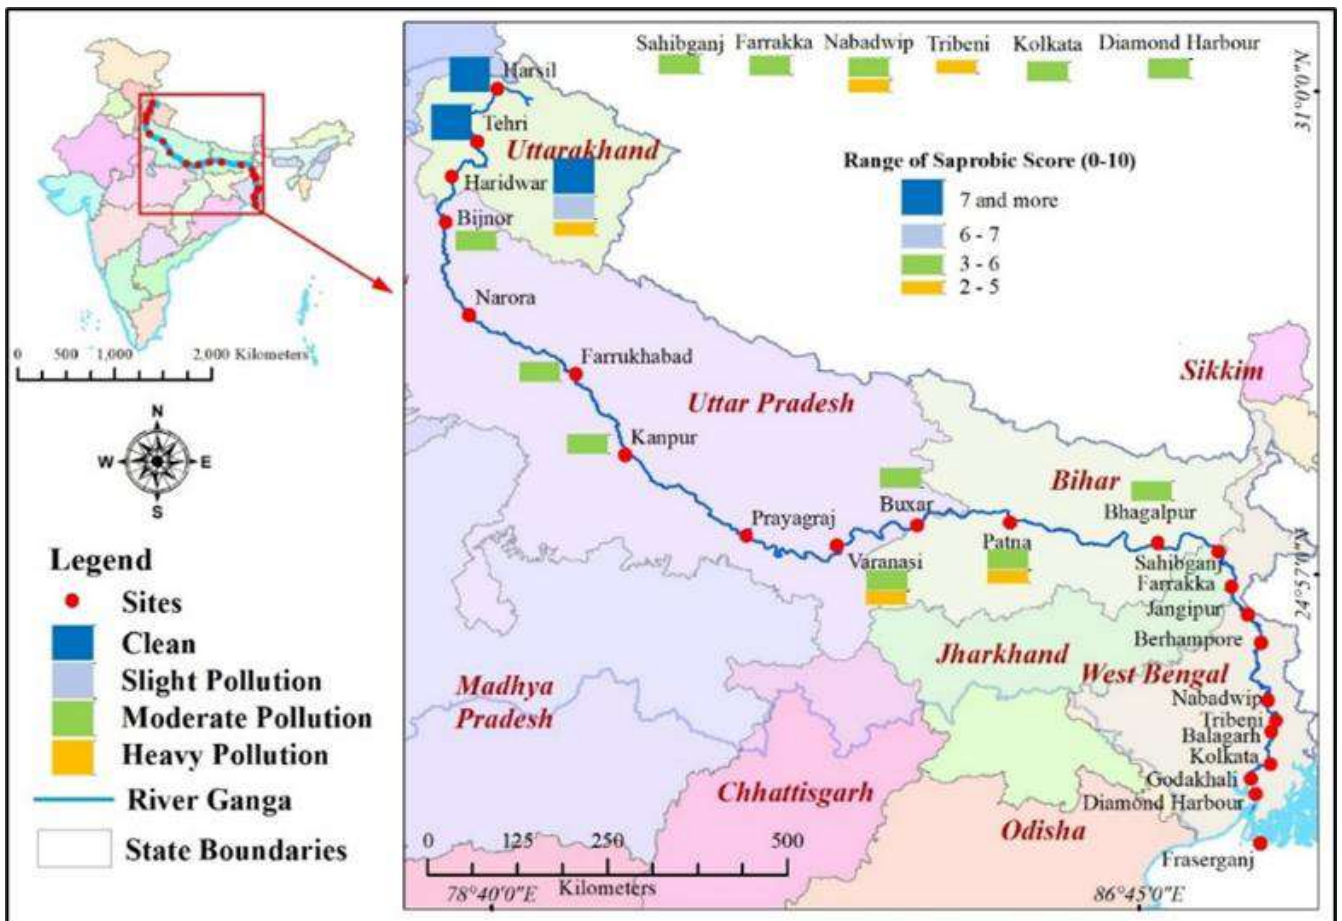 0 500 1,000 2,000 Kilometers
N
W E
S
Legend
Sites
Clean
Slight Pollution
Moderate Pollution
Heavy Pollution
River Ganga
State Boundaries
Sahibganj Farrakka Nabadwip Tribeni Kolkata Diamond Harbour
31°0'0"N
Range of Saprobic Score (0-10)
7 and more
6 - 7
3 - 6
2 - 5
Harsil
Tehri
Uttarakhand
Haridwar
Bijnor
Narora
Farrukhabad
Sikkim
Uttar Pradesh
Kanpur
Bihar
Buxar
Bhagalpur
Prayagraj
Patna
Varanasi
24°57'0"N
Sahibganj
Farrakka
Jangipur
Berhampore
Jharkhand
West Bengal
Madhya
Pradesh
Nabadwip
Tribeni
Balagarh
Kolkata
Godakhali
Chhattisgarh
Diamond Harbour
Odisha
Fraserganj
0 125 250 500
Kilometers
78°40'0"E
86°45'0"E